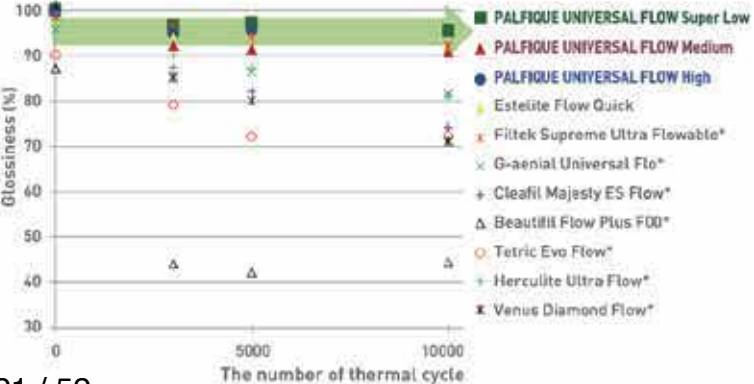 100
90
80
70
60
50
40
30
Glossiness (%)
0
5000
10000
The number of thermal cycle
PALFIQUE UNIVERSAL FLOW Super Low
PALFIQUE UNIVERSAL FLOW Medium
PALFIQUE UNIVERSAL FLOW High
Estelite Flow Quick
Filtek Supreme Ultra Flowable*
G-aenial Universal Flo*
Cleafil Majesty ES Flow*
Beautifil Flow Plus F00*
Tetric Evo Flow*
Herculite Ultra Flow*
Venus Diamond Flow*